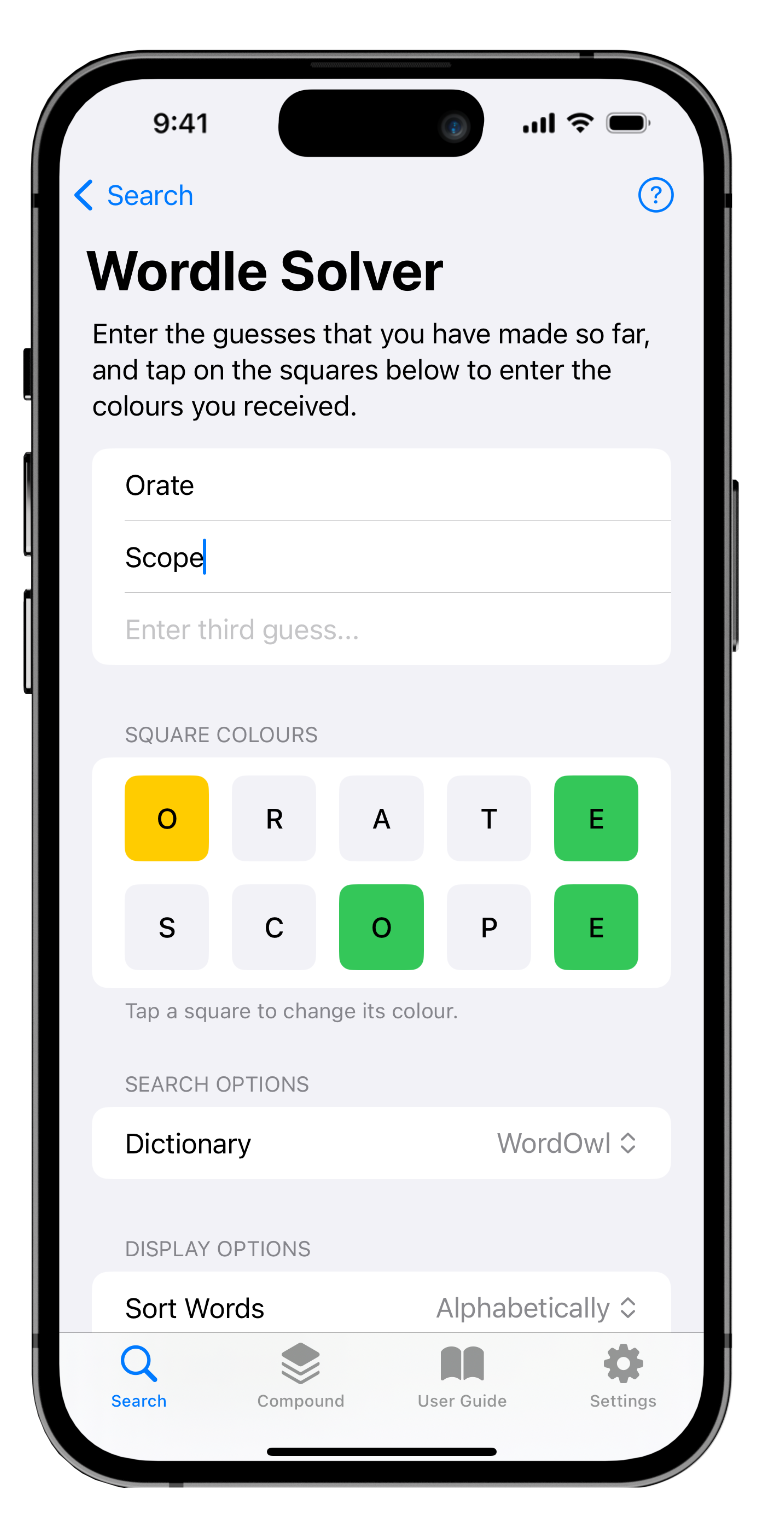 9:41
Search
?
Wordle Solver
Enter the guesses that you have made so far,
and tap on the squares below to enter the
colours you received.
Orate
Scope
Enter third guess...
SQUARE COLOURS
O R A T E
S C O P E
Tap a square to change its colour.
SEARCH OPTIONS
Dictionary WordOwl
DISPLAY OPTIONS
Sort Words Alphabetically
Search Compound User Guide Settings